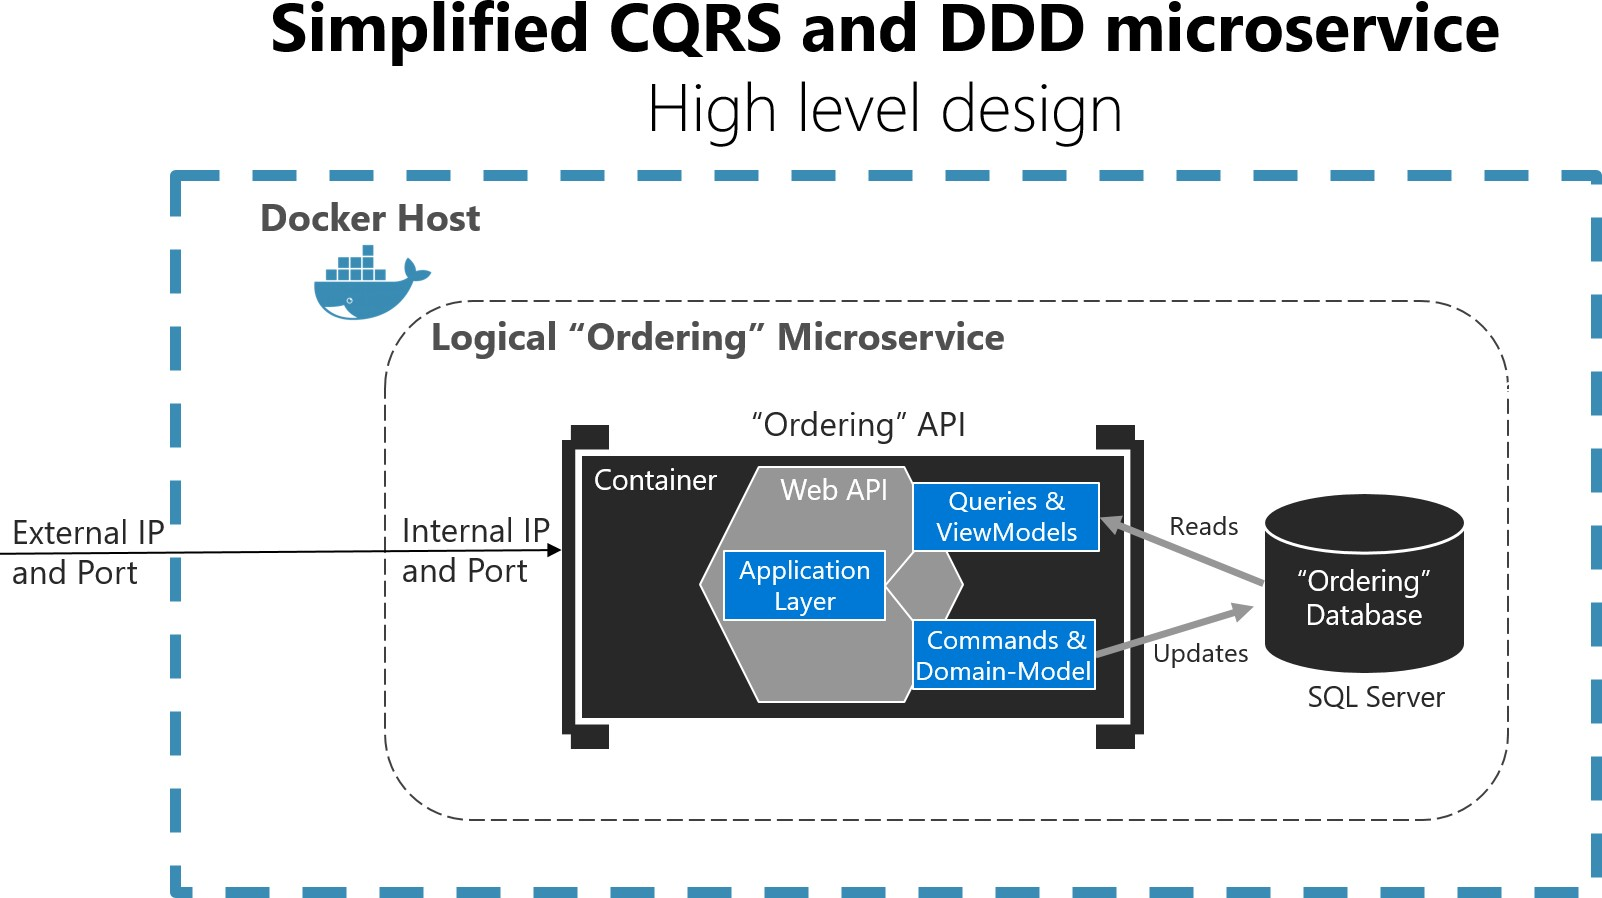 Simplified CQRS and DDD microservice
High level design
Docker Host
Logical “Ordering” Microservice
“Ordering” API
Container
Web API
Queries &
ViewModels
Application
Layer
Commands &
Domain-Model
External IP
and Port
Internal IP
and Port
Reads
Updates
“Ordering”
Database
SQL Server